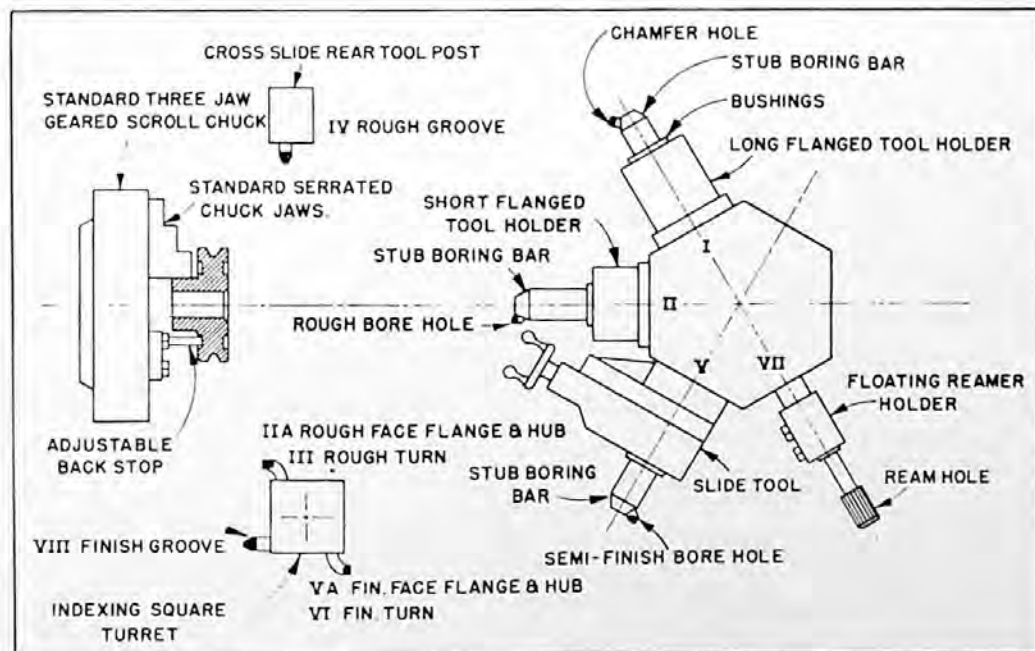 CROSS SLIDE REAR TOOL POST
STANDARD THREE JAW
GEARED SCROLL CHUCK
IV ROUGH GROOVE
STANDARD SERRATED
CHUCK JAWS.
CHAMFER HOLE
STUB BORING BAR
BUSHINGS
LONG FLANGED TOOL HOLDER
SHORT FLANGED
TOOL HOLDER
STUB BORING BAR
ROUGH BORE HOLE
I
II
V
VII
FLOATING REAMER
HOLDER
REAM HOLE
SLIDE TOOL
STUB BORING
BAR
SEMI-FINISH BORE HOLE
ADJUSTABLE
BACK STOP
IIA ROUGH FACE FLANGE & HUB
III ROUGH TURN
VIII FINISH GROOVE
VA FIN. FACE FLANGE & HUB
VI FIN. TURN
INDEXING SQUARE
TURRET